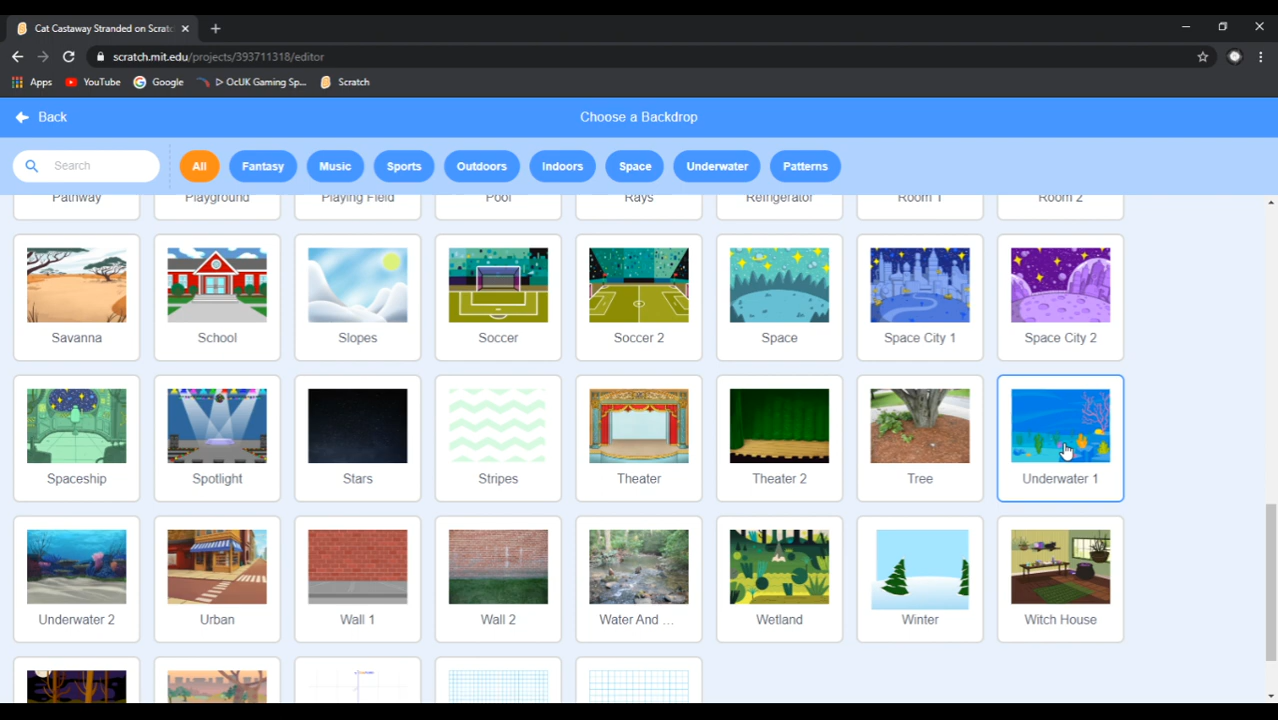 Cat Castaway Stranded on Scratc
scratch.mit.edu/projects/393711318/editor
Apps YouTube Google ▷ OcUK Gaming Sp... Scratch
Back Choose a Backdrop
Search All Fantasy Music Sports Outdoors Indoors Space Underwater Patterns
Pathway Playground Playing Field Pool Rays Refrigerator Room 1 Room 2
Savanna School Slopes Soccer Soccer 2 Space Space City 1 Space City 2
Spaceship Spotlight Stars Stripes Theater Theater 2 Tree Underwater 1
Underwater 2 Urban Wall 1 Wall 2 Water And ... Wetland Winter Witch House